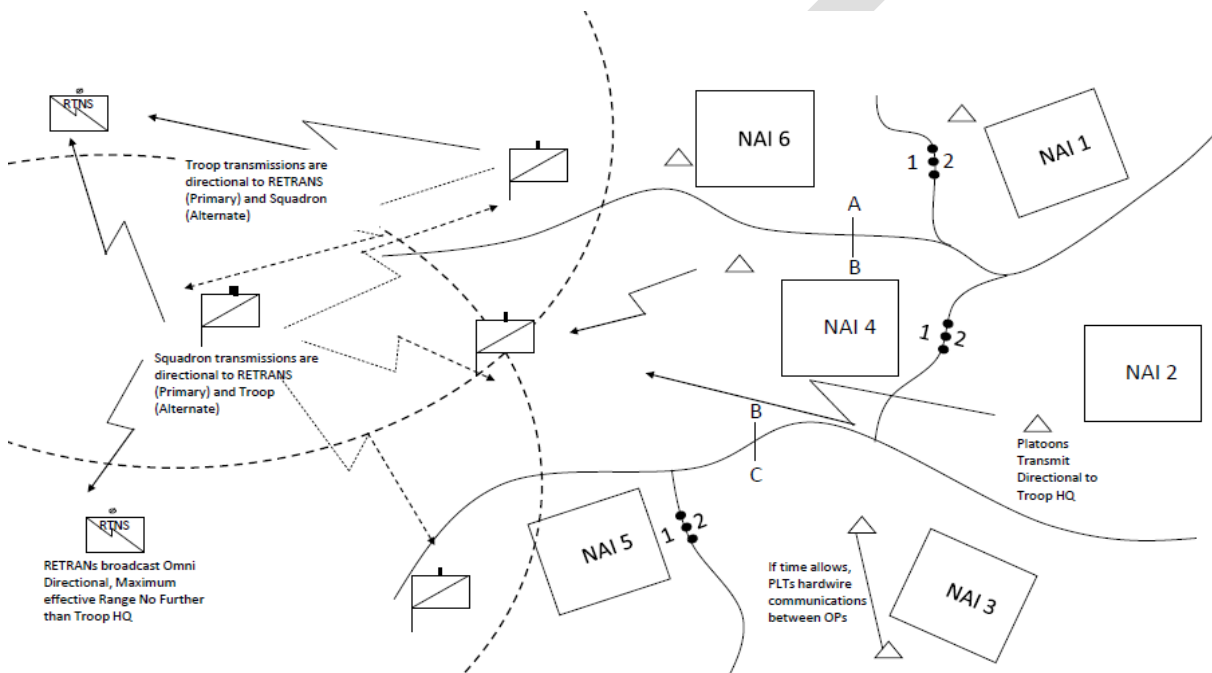 RTNS
Troop transmissions are
directional to RETRANS
(Primary) and Squadron
(Alternate)
NAI 6
1 2
NAI 1
A
B
NAI 4
1 2
NAI 2
Squadron transmissions are
directional to RETRANS
(Primary) and Troop
(Alternate)
B
C
Platoons
Transmit
Directional to
Troop HQ
RTNS
RETRANs broadcast Omni
Directional, Maximum
effective Range No Further
than Troop HQ
NAI 5
1 2
If time allows,
PLTs hardwire
communications
between OPs
NAI 3